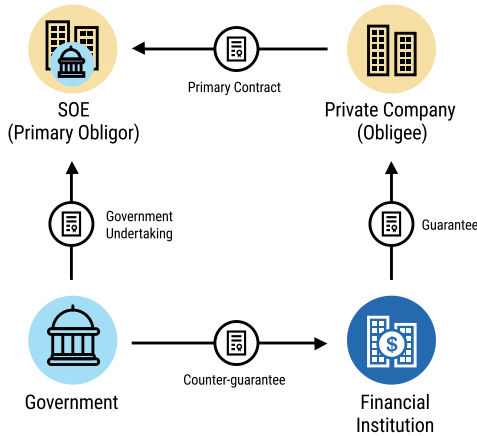 Primary Contract
SOE
(Primary Obligor)
Private Company
(Obligee)
Government
Undertaking
Guarantee
$
Counter-guarantee
Government
Financial
Institution